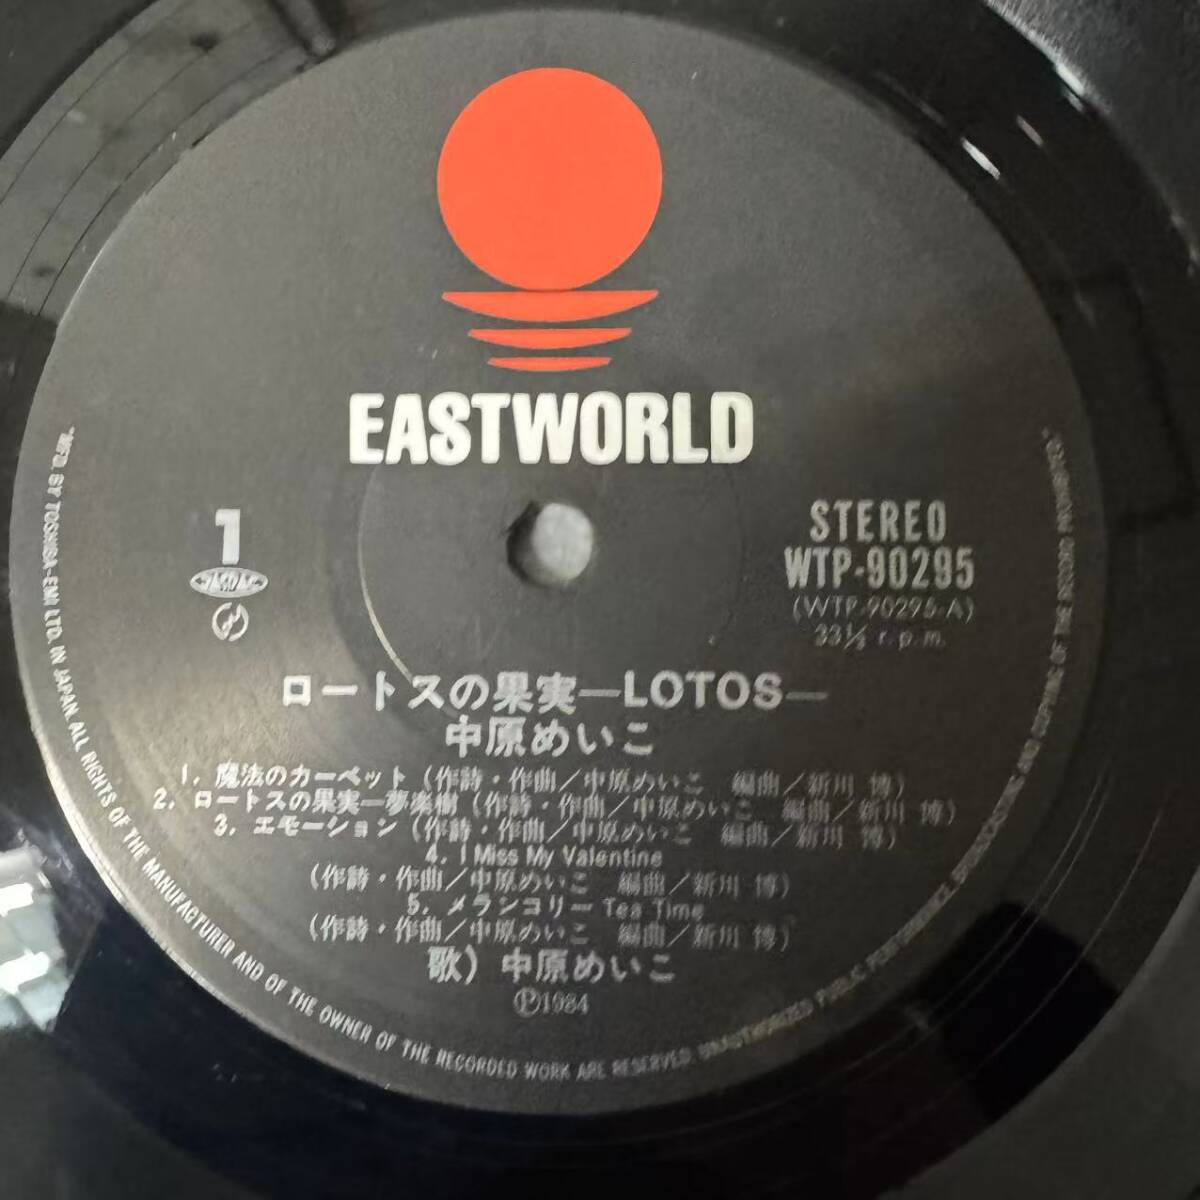 EASTWORLD
1
JASRAC
STEREO
WTP-90295
(WTP-90295-A)
33⅓ r.p.m.
ロートスの果実―LOTOS―
中原めいこ
1. 魔法のカーペット (作詩・作曲/中原めいこ 編曲/新川 博)
2. ロートスの果実―夢楽樹 (作詩・作曲/中原めいこ 編曲/新川 博)
3. エモーション (作詩・作曲/中原めいこ 編曲/新川 博)
4. I Miss My Valentine
(作詩・作曲/中原めいこ 編曲/新川 博)
5. メランコリー Tea Time
(作詩・作曲/中原めいこ 編曲/新川 博)
歌) 中原めいこ
Ⓟ1984
"MFD BY TOSHIBA-EMI LTD. IN JAPAN. ALL RIGHTS OF THE MANUFACTURER AND OF THE OWNER OF THE RECORDED WORK ARE RESERVED UNAUTHORIZED PUBLIC PERFORMANCE, BROADCASTING AND COPYING OF THE RECORD PROHIBITED."